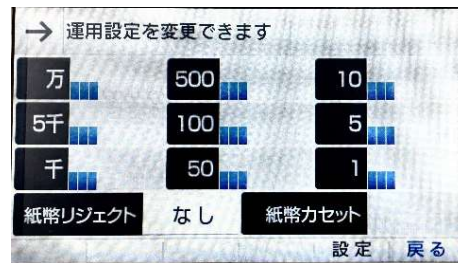 → 運用設定を変更できます
万 500 10
5千 100 5
千 50 1
紙幣リジェクト なし 紙幣カセット
設定 戻る